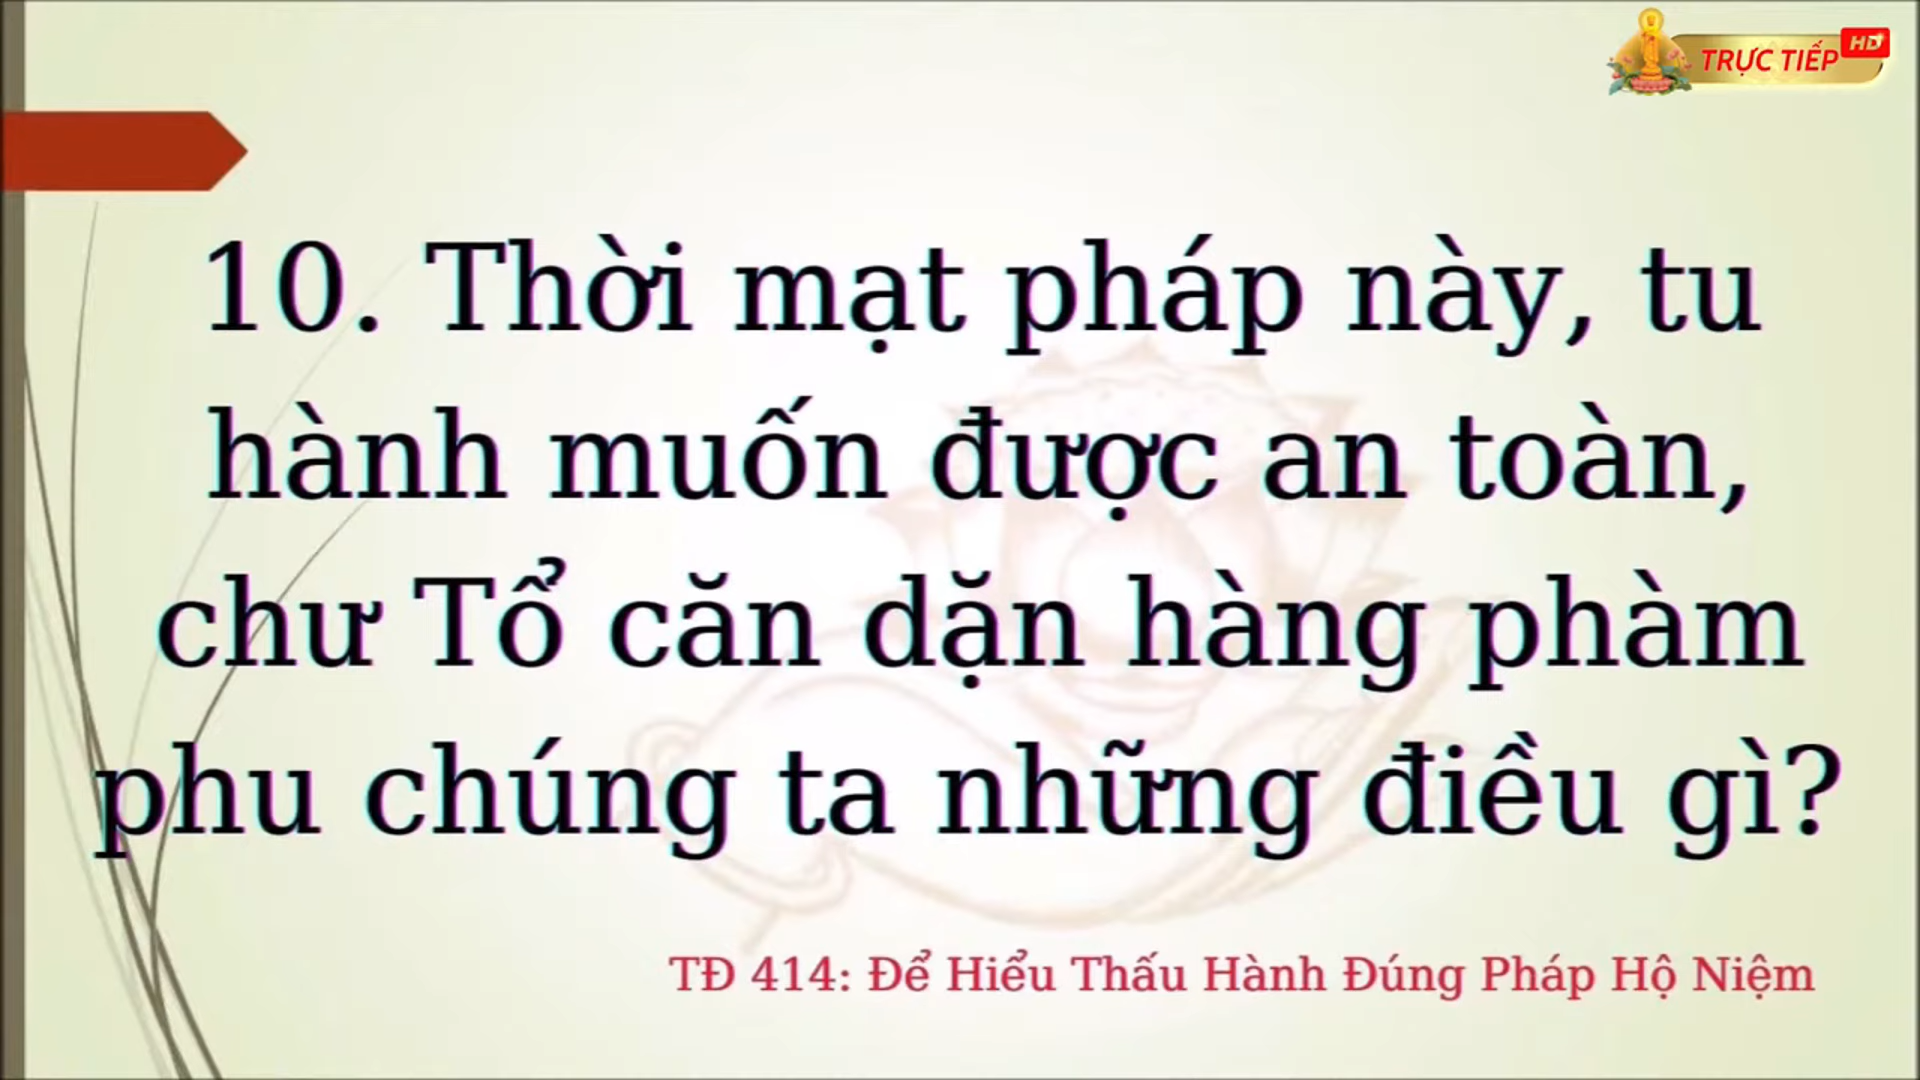 TRỰC TIẾP HD
10. Thời mạt pháp này, tu
hành muốn được an toàn,
chư Tổ căn dặn hàng phàm
phu chúng ta những điều gì?
TĐ 414: Để Hiểu Thấu Hành Đúng Pháp Hộ Niệm